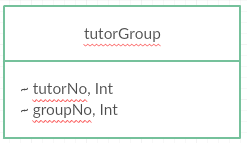 tutorGroup
~ tutorNo, Int
~ groupNo, Int